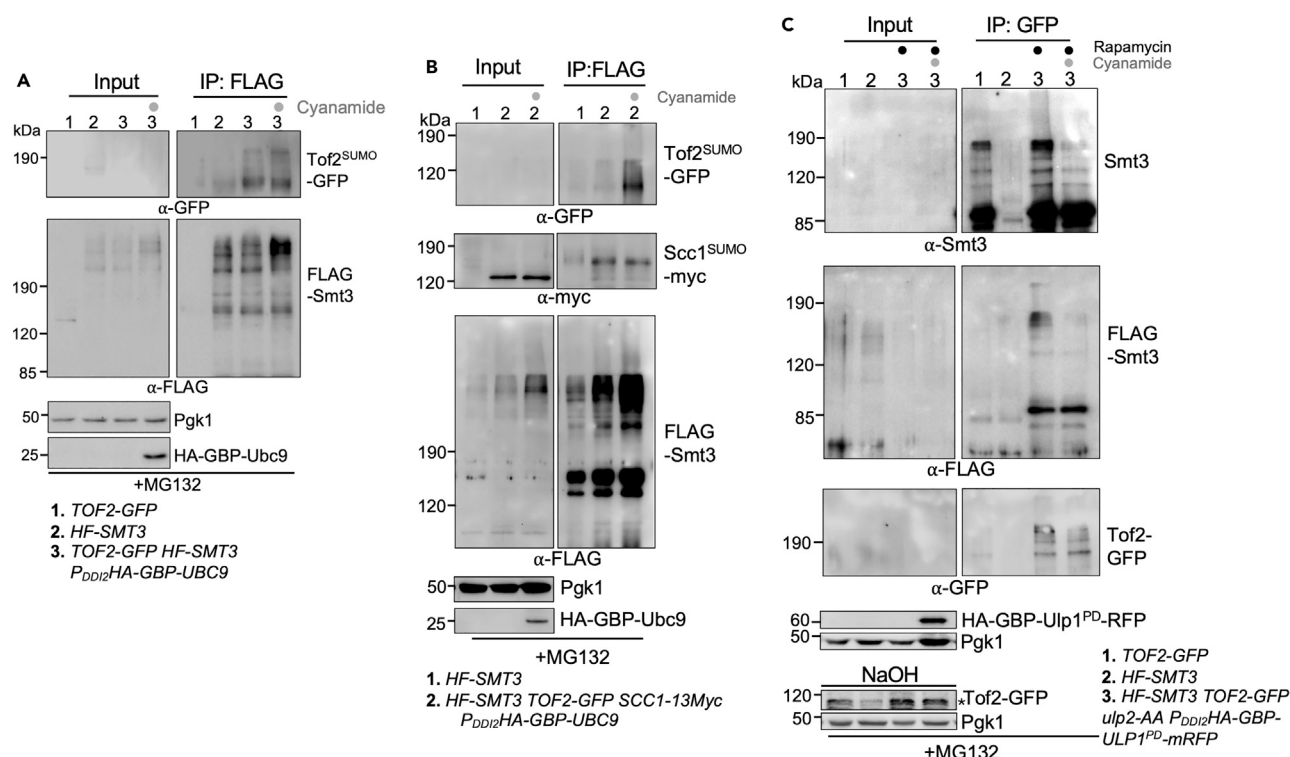 A
Input IP: FLAG
Cyanamide
1 2 3 3 1 2 3 3
kDa
190
Tof2SUMO
-GFP
α-GFP
190
120
85
FLAG
-Smt3
α-FLAG
50 Pgk1
25 HA-GBP-Ubc9
+MG132
1. TOF2-GFP
2. HF-SMT3
3. TOF2-GFP HF-SMT3
PDDI2HA-GBP-UBC9
B
Input IP:FLAG
Cyanamide
1 2 2 1 2 2
kDa
190
120
Tof2SUMO
-GFP
α-GFP
190
120
Scc1SUMO
-myc
α-myc
190
120
FLAG
-Smt3
α-FLAG
50 Pgk1
25 HA-GBP-Ubc9
+MG132
1. HF-SMT3
2. HF-SMT3 TOF2-GFP SCC1-13Myc
PDDI2HA-GBP-UBC9
C
Input IP: GFP
Rapamycin
Cyanamide
kDa 1 2 3 3 1 2 3 3
190
120
85
Smt3
α-Smt3
190
120
85
FLAG
-Smt3
α-FLAG
190
Tof2-
GFP
α-GFP
60 HA-GBP-Ulp1PD-RFP
50 Pgk1
NaOH
120 *Tof2-GFP
50 Pgk1
+MG132
1. TOF2-GFP
2. HF-SMT3
3. HF-SMT3 TOF2-GFP
ulp2-AA PDDI2HA-GBP-
ULP1PD-mRFP